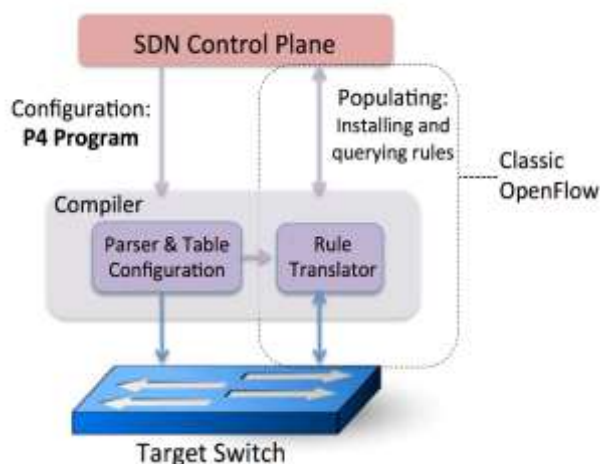 SDN Control Plane
Configuration:
P4 Program
Populating:
Installing and
querying rules
Classic
OpenFlow
Compiler
Parser & Table
Configuration
Rule
Translator
Target Switch